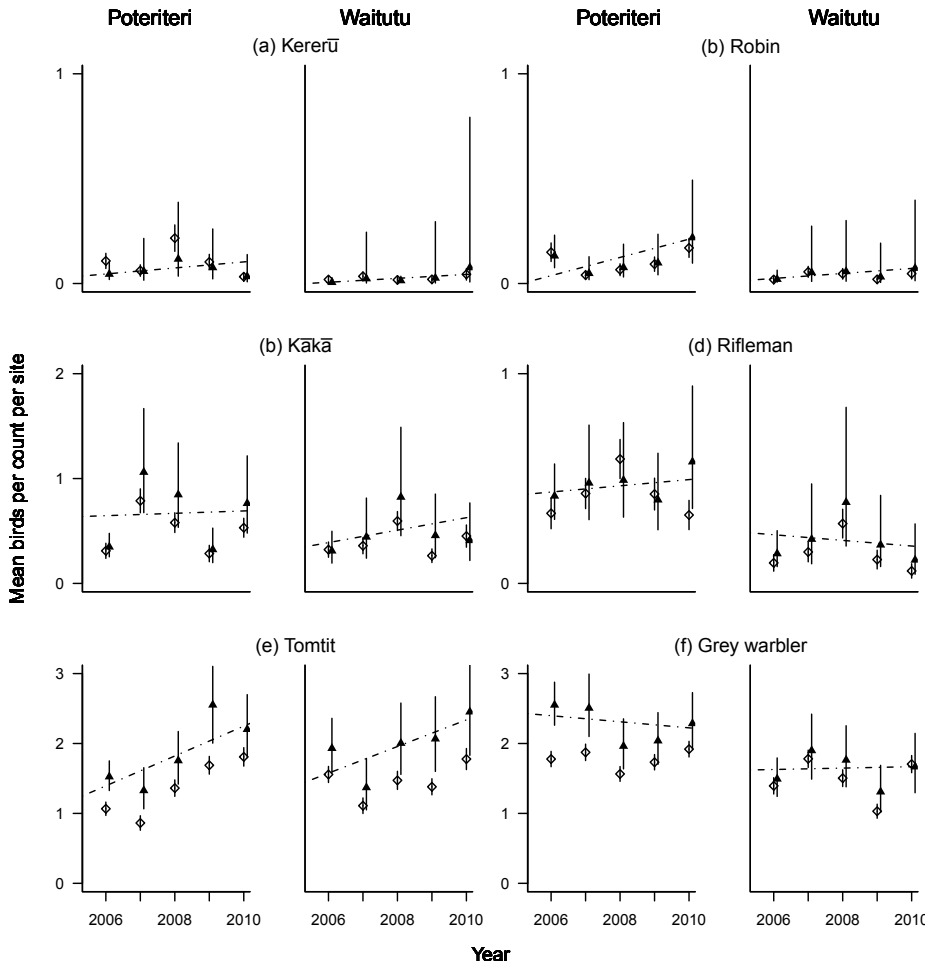 Poteriteri Waitutu Poteriteri Waitutu
(a) Kererū (b) Robin
1 1
0 0
(b) Kākā (d) Rifleman
2 1
1
0 0
(e) Tomtit (f) Grey warbler
3 3
2 2
1 1
0 0
2006 2008 2010 2006 2008 2010 2006 2008 2010 2006 2008 2010
Mean birds per count per site
Year